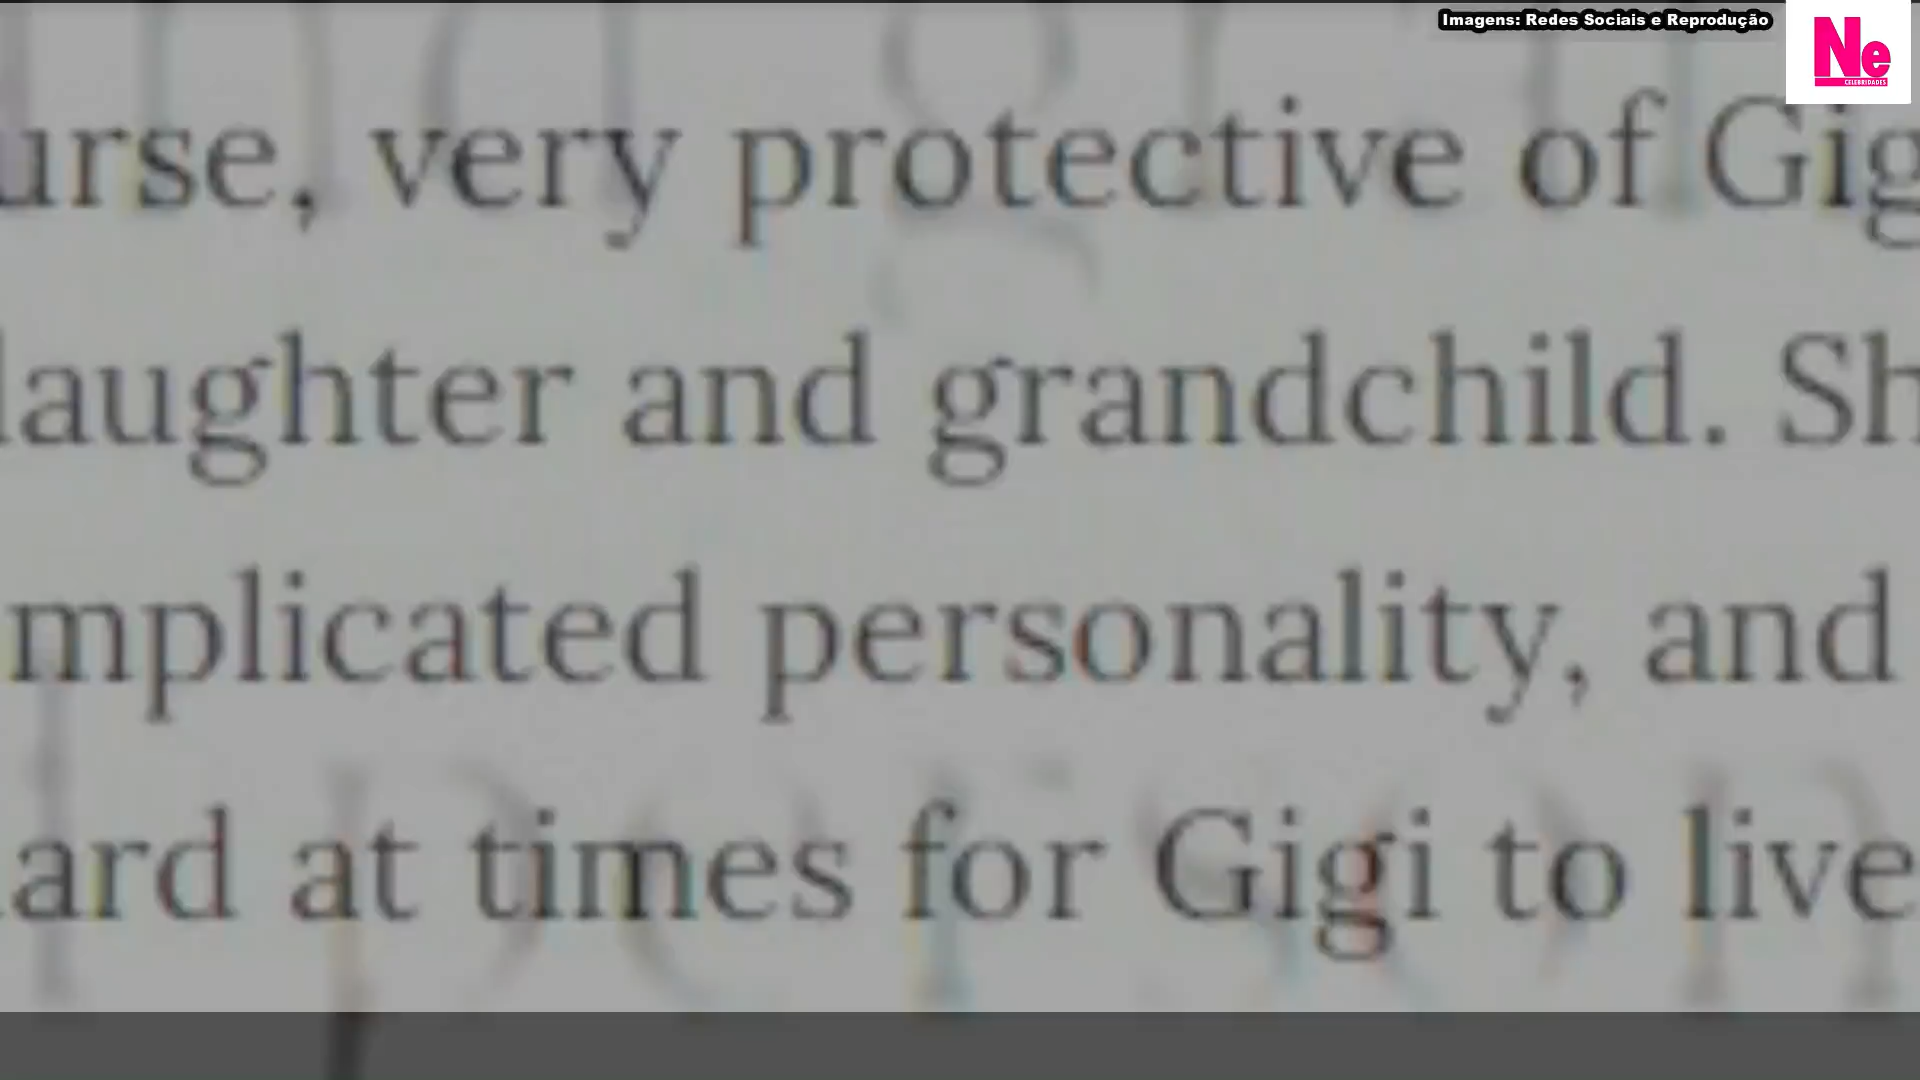 Imagens: Redes Sociais e Reprodução
Ne
CELEBRIDADES
urse, very protective of Gig
laughter and grandchild. Sh
mplicated personality, and
ard at times for Gigi to live